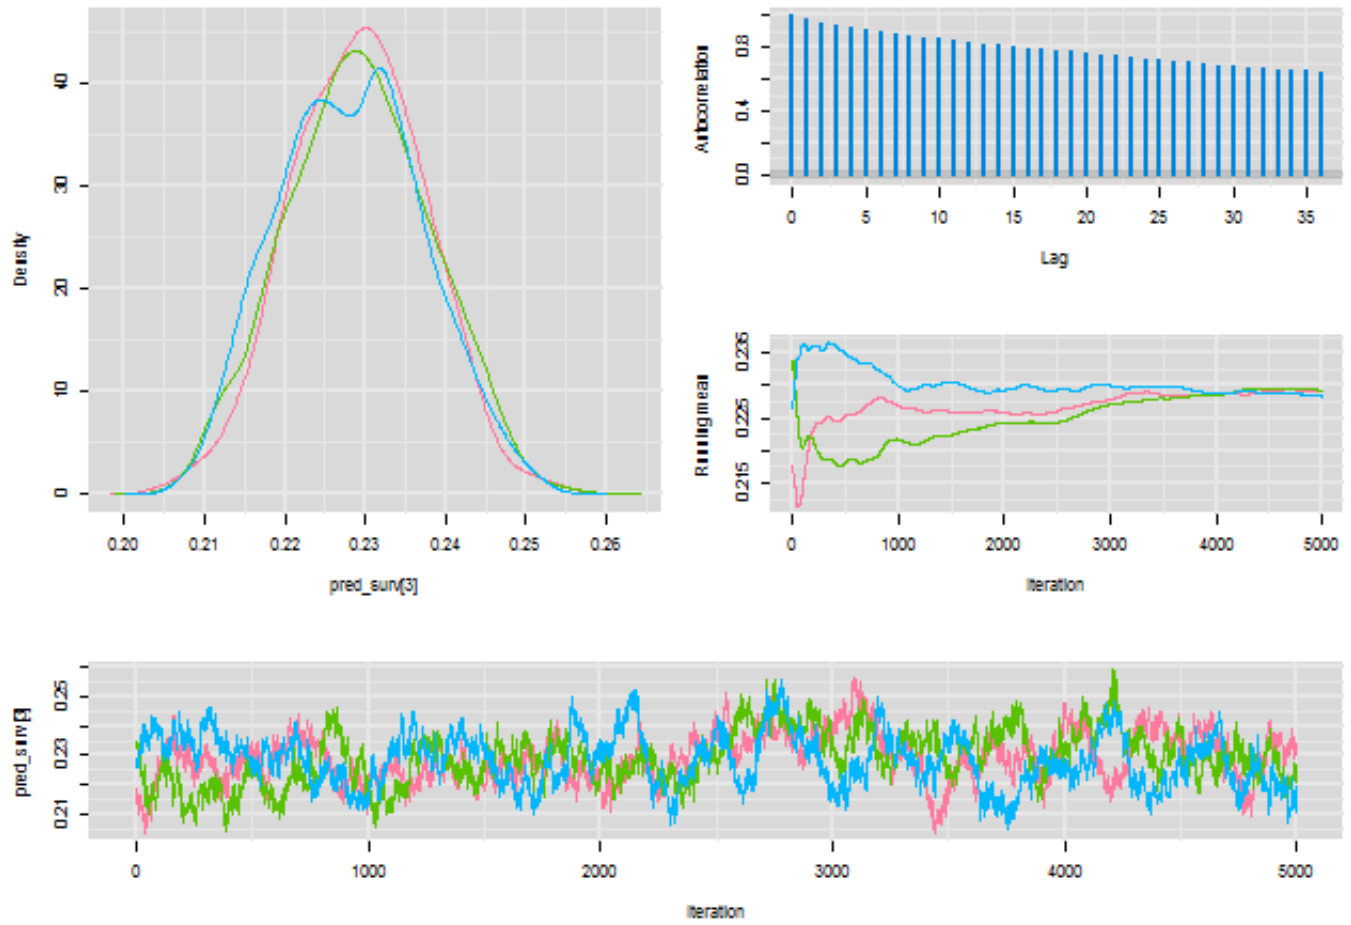 40
30
20
10
0
Density
0.20 0.21 0.22 0.23 0.24 0.25 0.26
pred_surv[3]
0.8
0.4
0.0
Autocorrelation
0 5 10 15 20 25 30 35
Lag
0.235
0.225
0.215
Running mean
0 1000 2000 3000 4000 5000
Iteration
0.25
0.23
0.21
pred_surv[3]
0 1000 2000 3000 4000 5000
Iteration